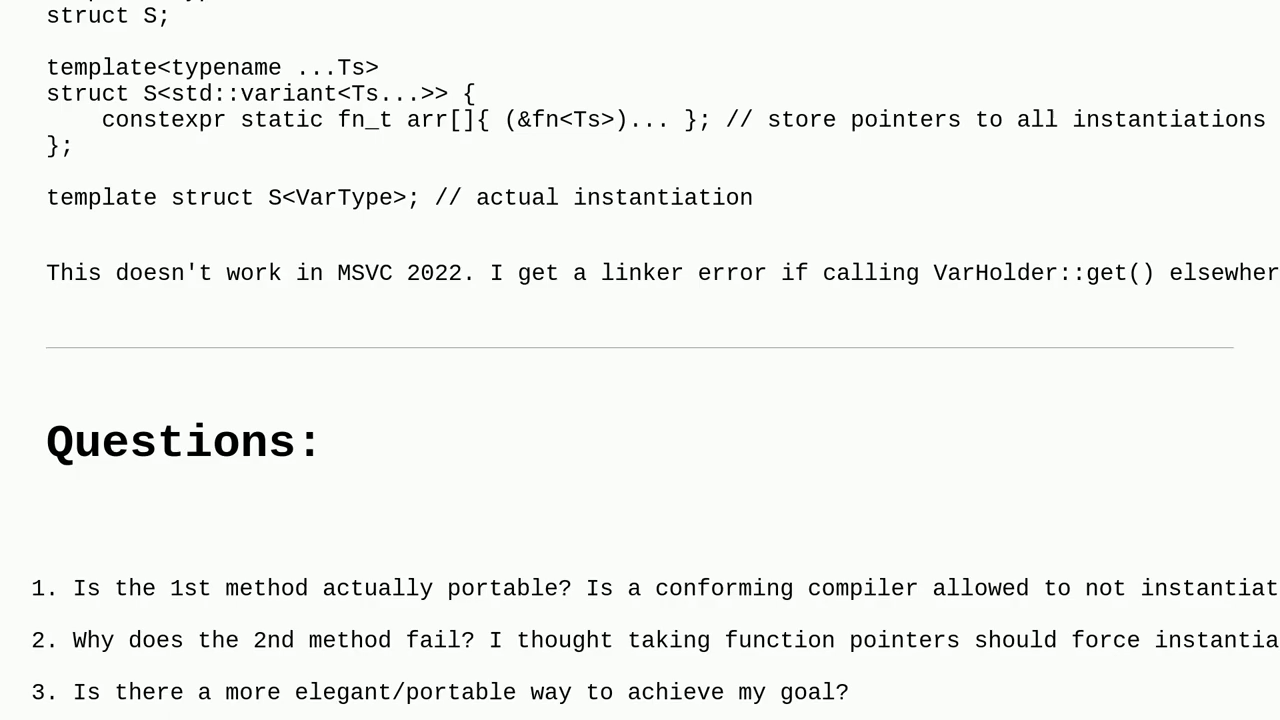 struct S;
template<typename ...Ts>
struct S<std::variant<Ts...>> {
    constexpr static fn_t arr[]{ (&fn<Ts>)... }; // store pointers to all instantiations
};
template struct S<VarType>; // actual instantiation
This doesn't work in MSVC 2022. I get a linker error if calling VarHolder::get() elsewher
Questions:
1. Is the 1st method actually portable? Is a conforming compiler allowed to not instantiat
2. Why does the 2nd method fail? I thought taking function pointers should force instantia
3. Is there a more elegant/portable way to achieve my goal?